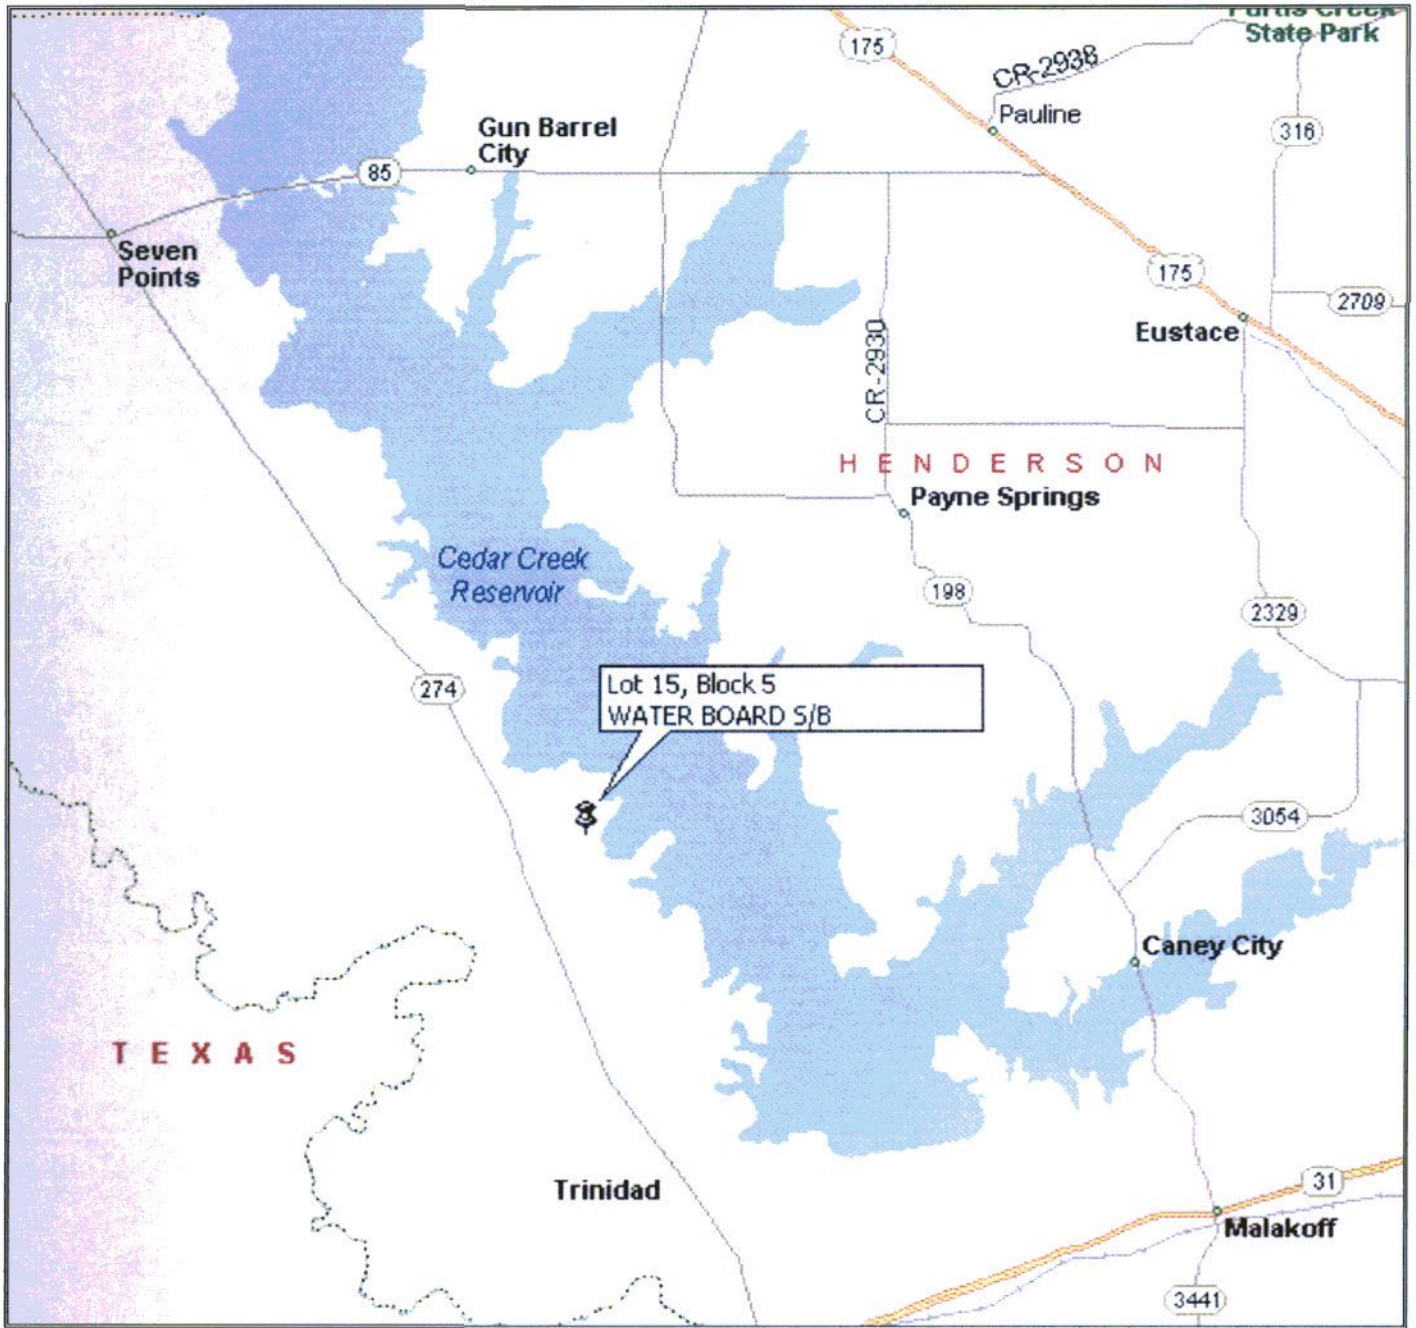 Purtis Creek
State Park
175
CR-2938
Pauline
Gun Barrel
City
316
85
Seven
Points
175
2709
Eustace
CR-2930
HENDERSON
Payne Springs
Cedar Creek
Reservoir
198
2329
Lot 15, Block 5
WATER BOARD S/B
274
3054
Caney City
TEXAS
Trinidad
31
Malakoff
3441